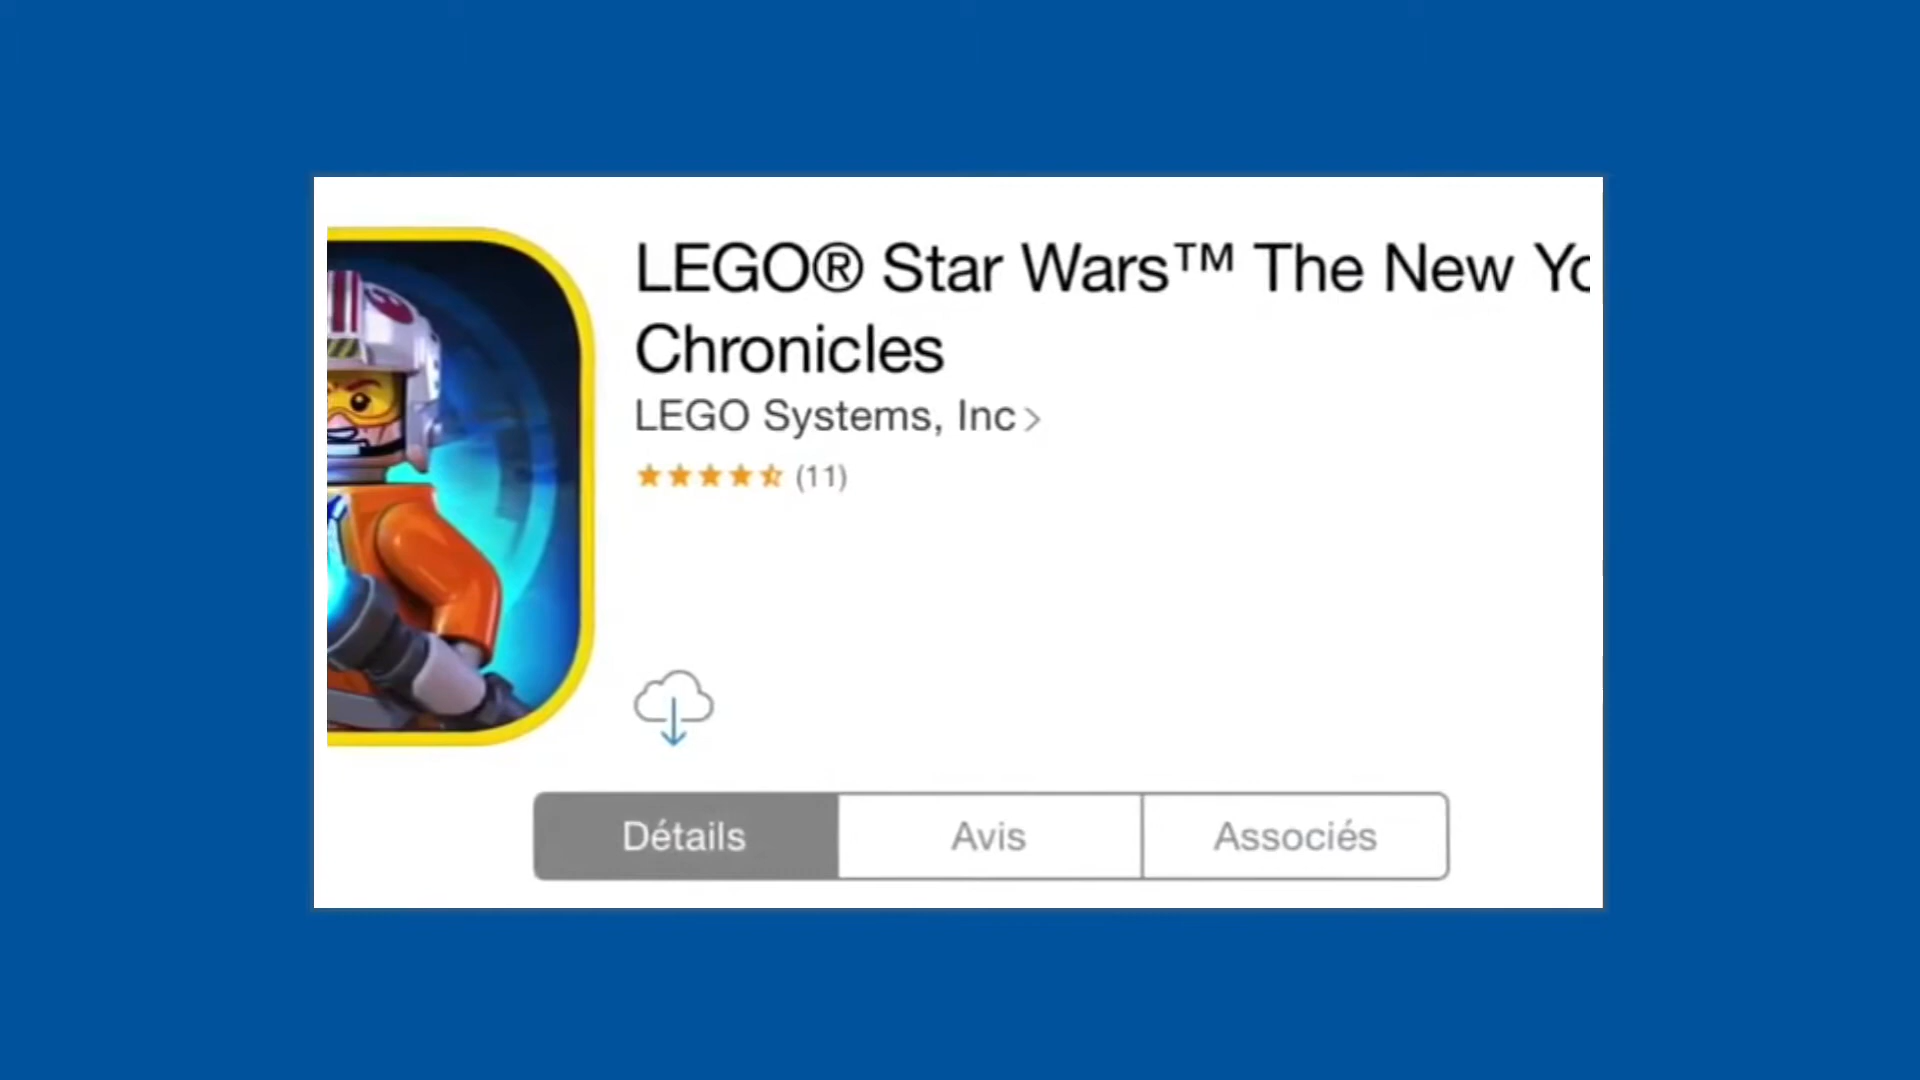 LEGO® Star Wars™ The New Yo
Chronicles
LEGO Systems, Inc >
(11)
Détails
Avis
Associés